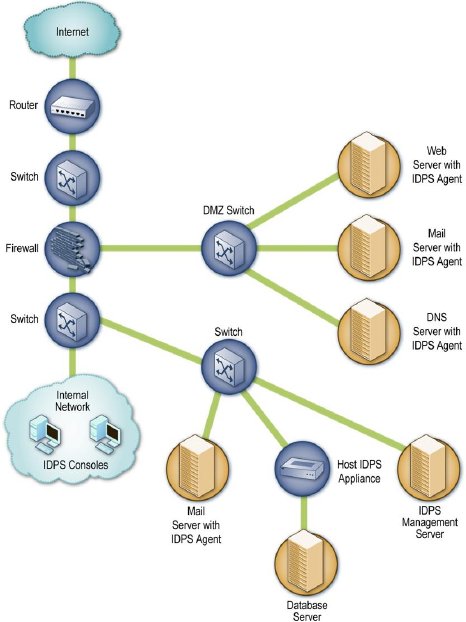 Internet
Router
Switch
Firewall
DMZ Switch
Web
Server with
IDPS Agent
Mail
Server with
IDPS Agent
DNS
Server with
IDPS Agent
Switch
Switch
Internal
Network
IDPS Consoles
Mail
Server with
IDPS Agent
Host IDPS
Appliance
IDPS
Management
Server
Database
Server